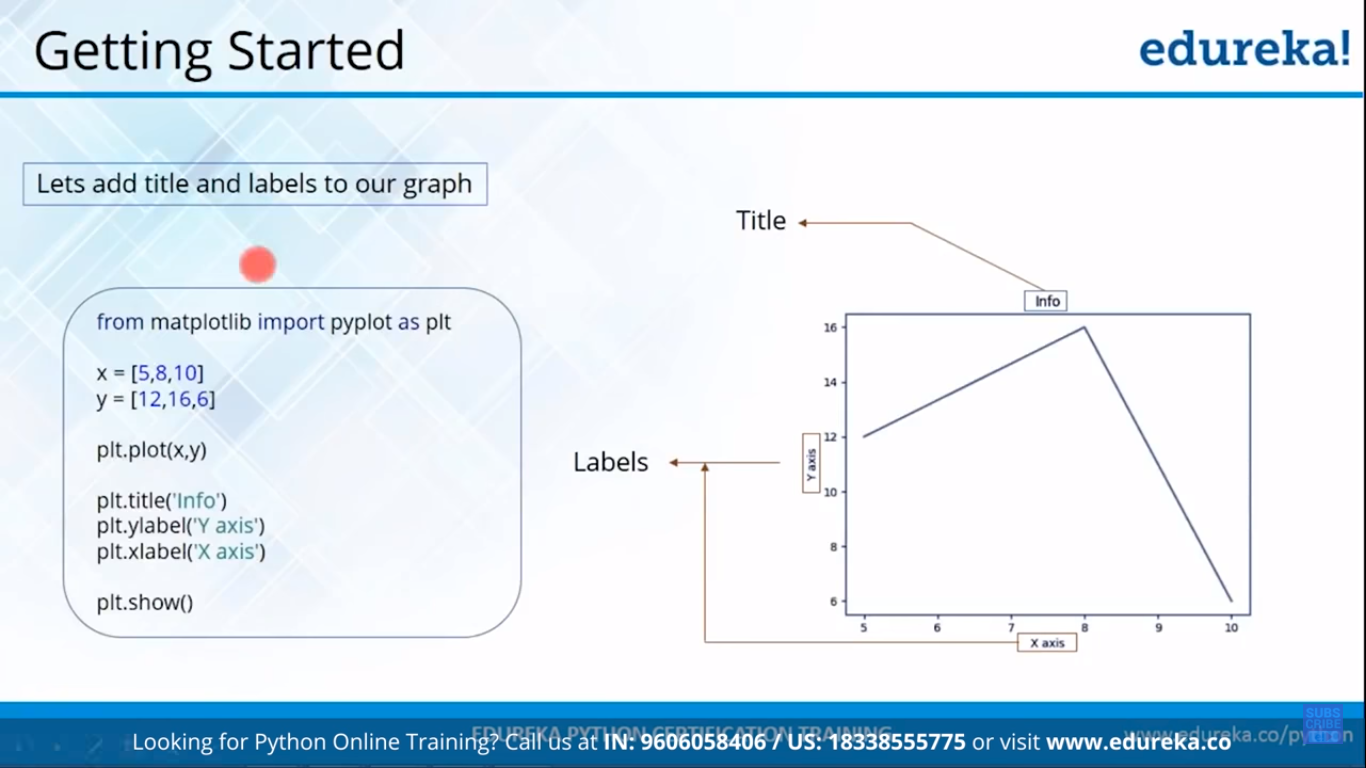 Getting Started
edureka!
Lets add title and labels to our graph
from matplotlib import pyplot as plt
x = [5,8,10]
y = [12,16,6]
plt.plot(x,y)
plt.title('Info')
plt.ylabel('Y axis')
plt.xlabel('X axis')
plt.show()
Title
Info
Labels
Y axis
16
14
12
10
8
6
5 6 7 8 9 10
X axis
EDUREKA PYTHON CERTIFICATION TRAINING
www.edureka.co/python
SUBSCRIBE
Looking for Python Online Training? Call us at IN: 9606058406 / US: 18338555775 or visit www.edureka.co